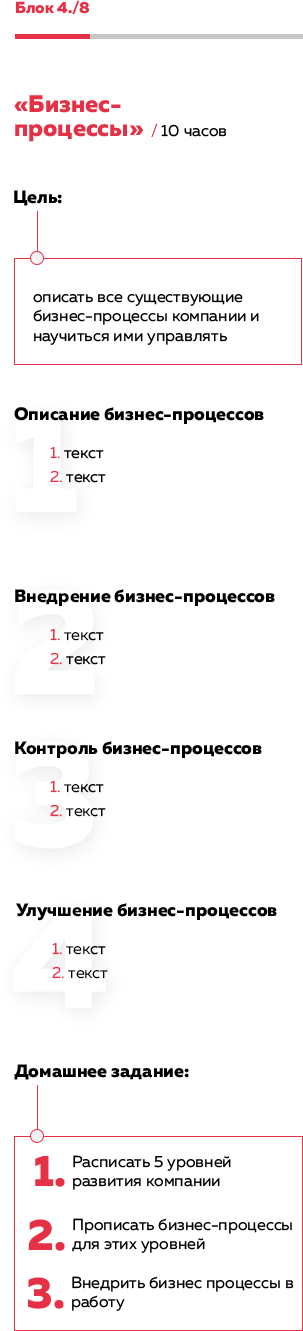 Блок 4./8
«Бизнес-
процессы» / 10 часов
Цель:
описать все существующие
бизнес-процессы компании и
научиться ими управлять
1
Описание бизнес-процессов
1. текст
2. текст
2
Внедрение бизнес-процессов
1. текст
2. текст
3
Контроль бизнес-процессов
1. текст
2. текст
4
Улучшение бизнес-процессов
1. текст
2. текст
Домашнее задание:
1. Расписать 5 уровней
развития компании
2. Прописать бизнес-процессы
для этих уровней
3. Внедрить бизнес процессы в
работу